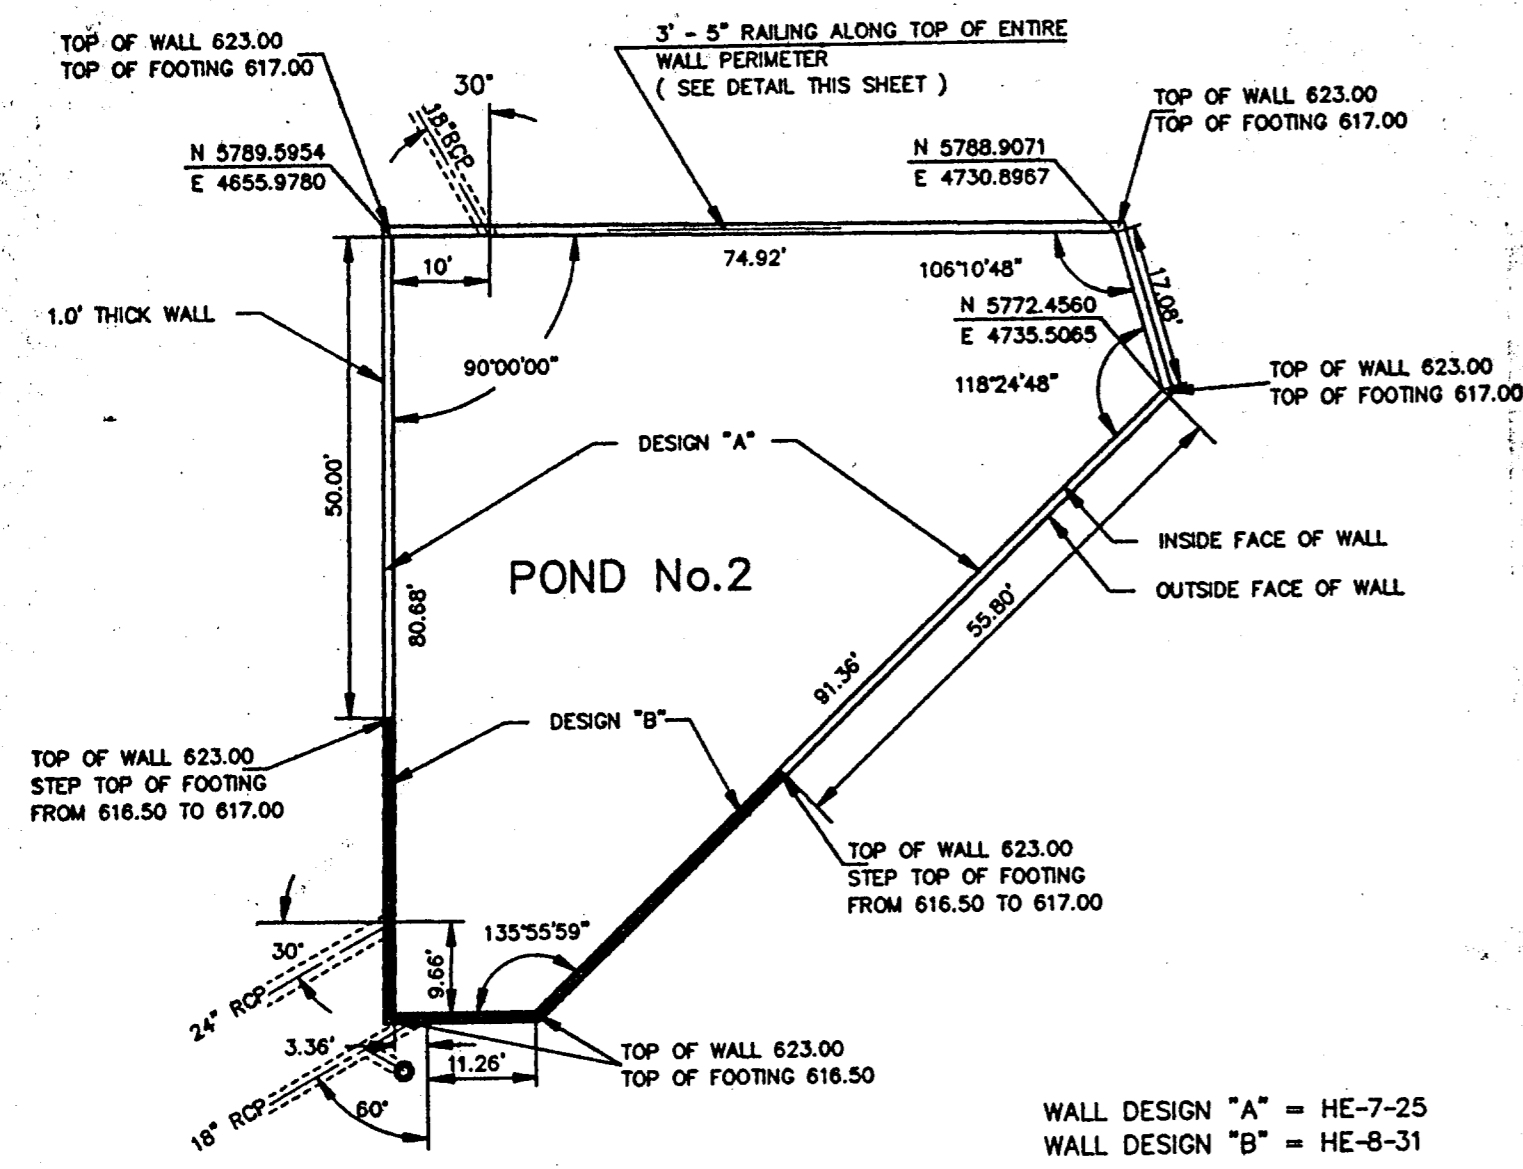 TOP OF WALL 623.00
TOP OF FOOTING 617.00
3' - 5" RAILING ALONG TOP OF ENTIRE
WALL PERIMETER
( SEE DETAIL THIS SHEET )
30°
18"RCP
TOP OF WALL 623.00
TOP OF FOOTING 617.00
N 5789.5954
E 4655.9780
N 5788.9071
E 4730.8967
74.92'
10'
106°10'48"
17.08'
1.0' THICK WALL
N 5772.4560
E 4735.5065
90°00'00"
118°24'48"
TOP OF WALL 623.00
TOP OF FOOTING 617.00
DESIGN "A"
50.00'
INSIDE FACE OF WALL
POND No.2
OUTSIDE FACE OF WALL
80.68'
55.80'
91.36'
DESIGN "B"
TOP OF WALL 623.00
STEP TOP OF FOOTING
FROM 616.50 TO 617.00
TOP OF WALL 623.00
STEP TOP OF FOOTING
FROM 616.50 TO 617.00
135°55'59"
30°
9.66'
24" RCP
3.36'
11.26'
TOP OF WALL 623.00
TOP OF FOOTING 616.50
18" RCP
60°
WALL DESIGN "A" = HE-7-25
WALL DESIGN "B" = HE-8-31